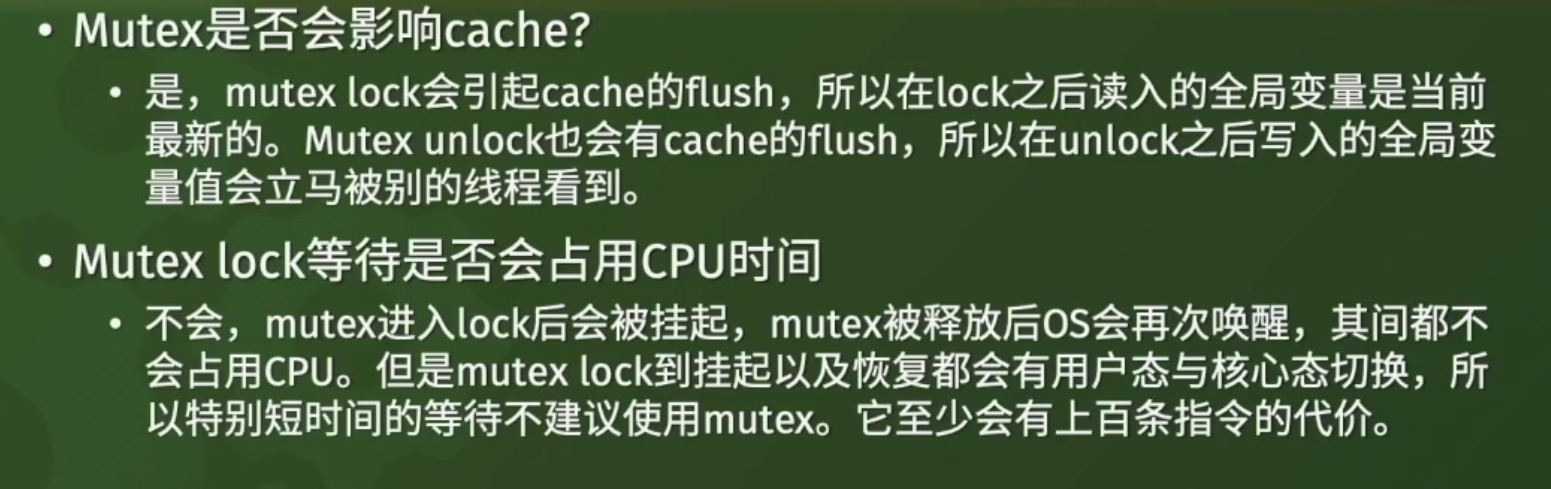 • Mutex是否会影响cache?
• 是，mutex lock会引起cache的flush，所以在lock之后读入的全局变量是当前
最新的。Mutex unlock也会有cache的flush，所以在unlock之后写入的全局变
量值会立马被别的线程看到。
• Mutex lock等待是否会占用CPU时间
• 不会，mutex进入lock后会被挂起，mutex被释放后OS会再次唤醒，其间都不
会占用CPU。但是mutex lock到挂起以及恢复都会有用户态与核心态切换，所
以特别短时间的等待不建议使用mutex。它至少会有上百条指令的代价。